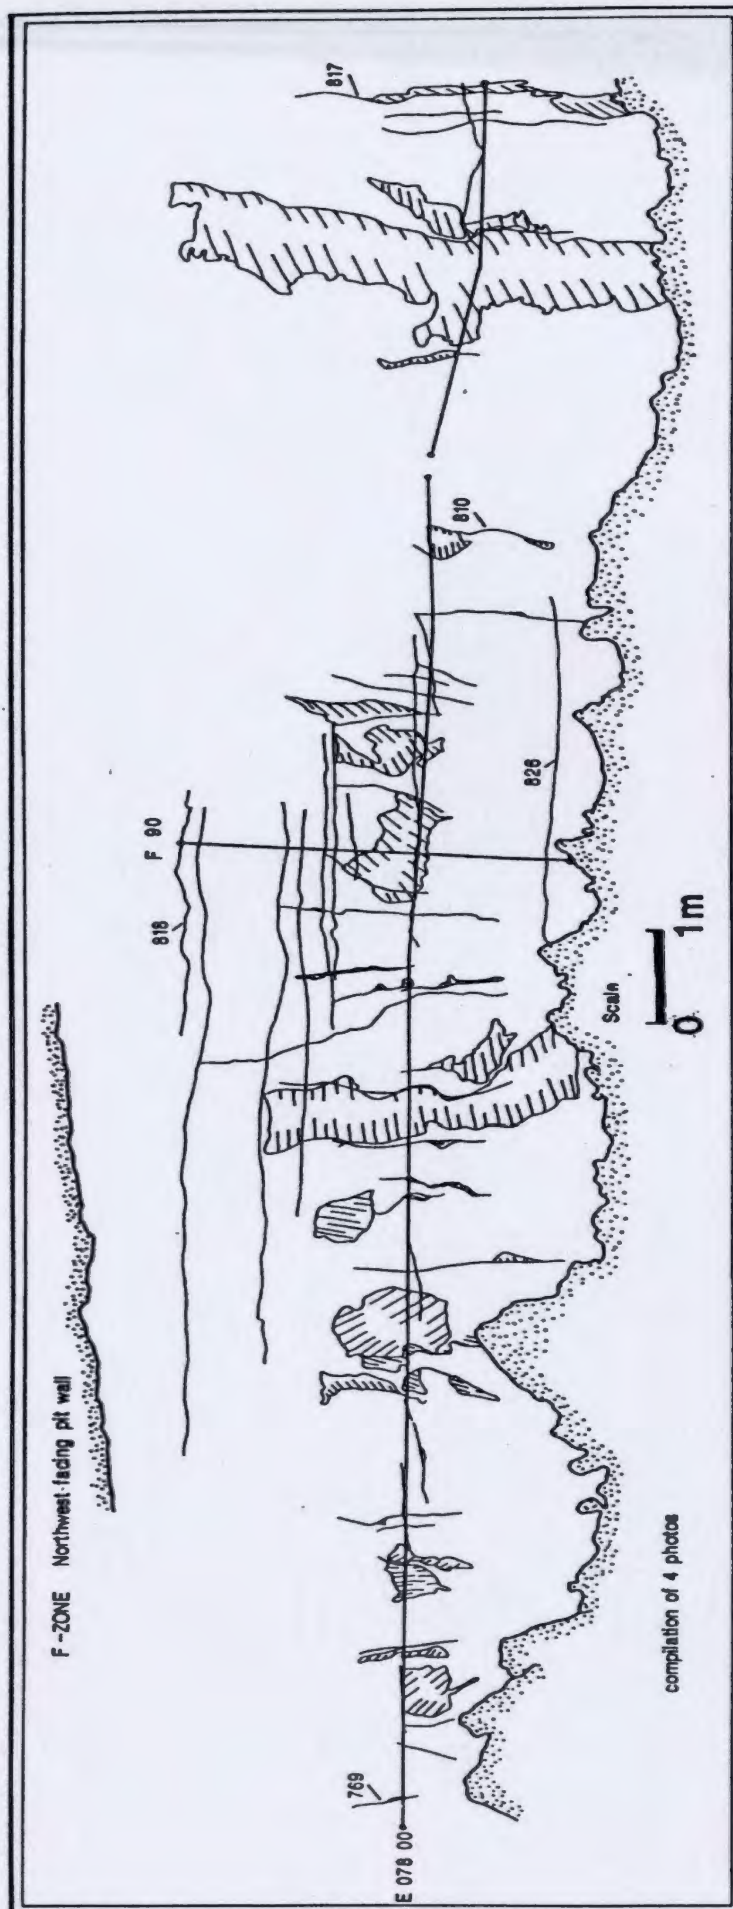 F-ZONE Northwest-facing pit wall
817
F 90
818
810
826
769
E 078 00
Scale
0 1m
compilation of 4 photos